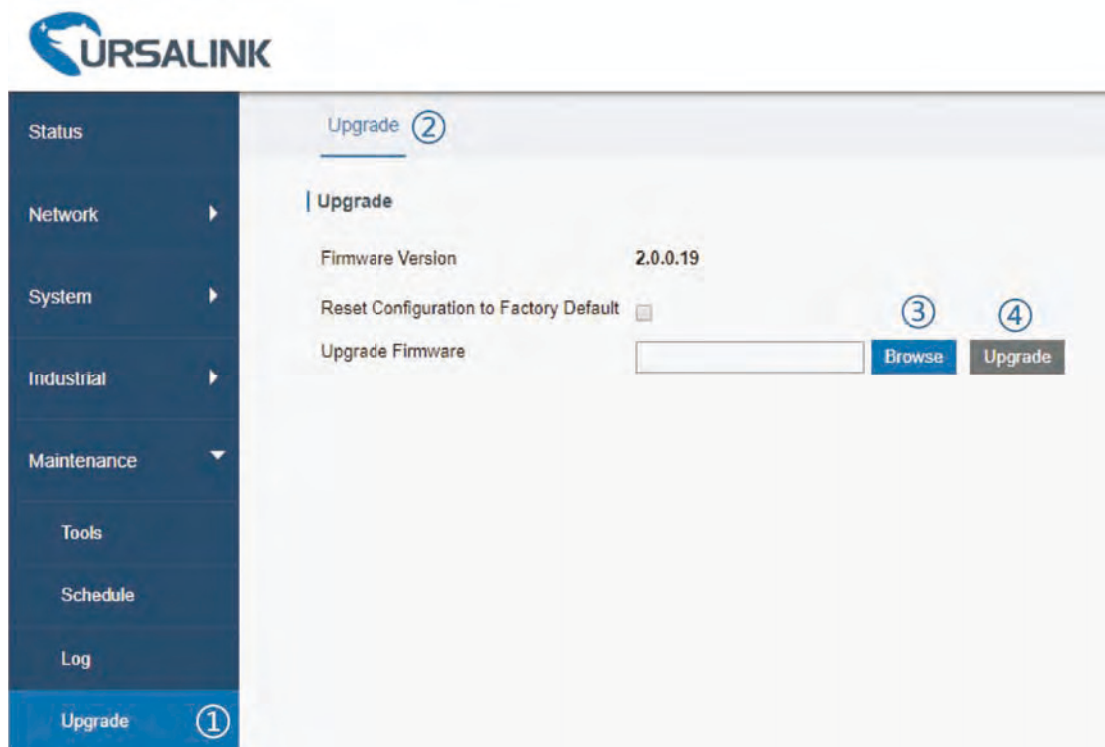 URSALINK
Status
Network
System
Industrial
Maintenance
Tools
Schedule
Log
Upgrade ①
Upgrade ②
Upgrade
Firmware Version 2.0.0.19
Reset Configuration to Factory Default
③ ④
Upgrade Firmware Browse Upgrade